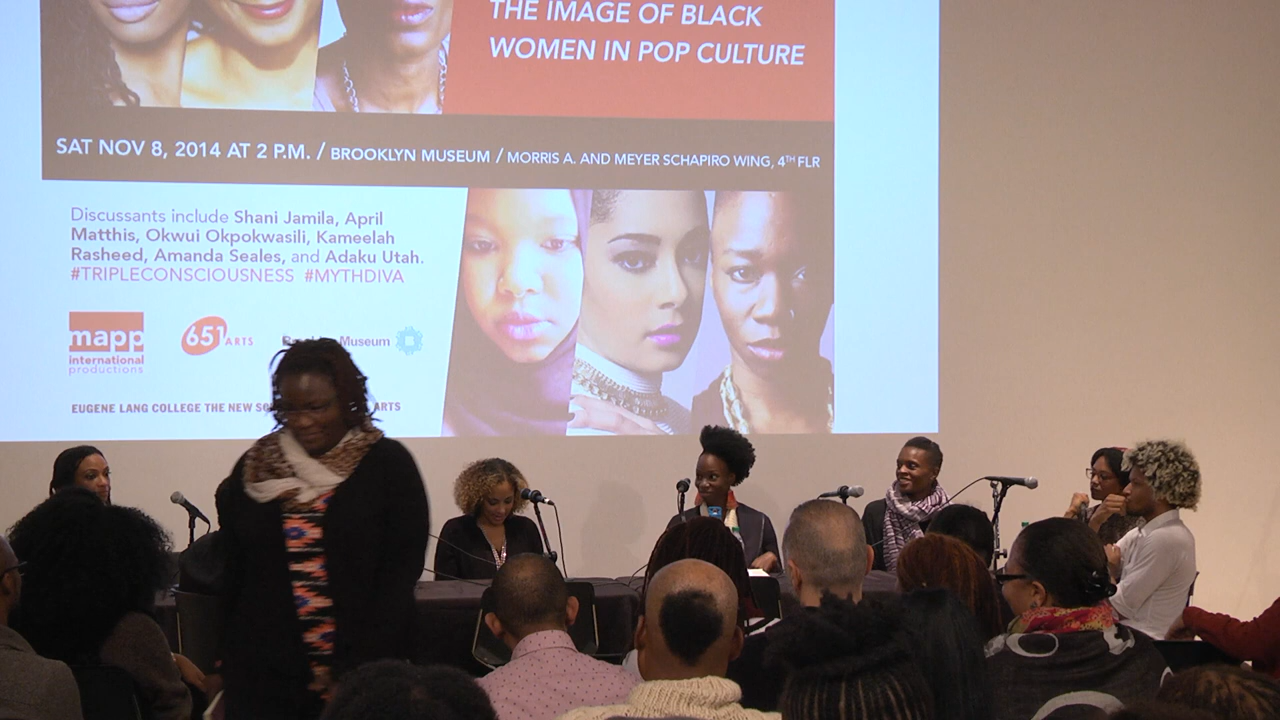 THE IMAGE OF BLACK
WOMEN IN POP CULTURE
SAT NOV 8, 2014 AT 2 P.M. / BROOKLYN MUSEUM / MORRIS A. AND MEYER SCHAPIRO WING, 4TH FLR
Discussants include Shani Jamila, April
Matthis, Okwui Okpokwasili, Kameelah
Rasheed, Amanda Seales, and Adaku Utah.
#TRIPLECONSCIOUSNESS #MYTHDIVA
mapp
international
productions
651 ARTS
Museum
EUGENE LANG COLLEGE THE NEW ARTS